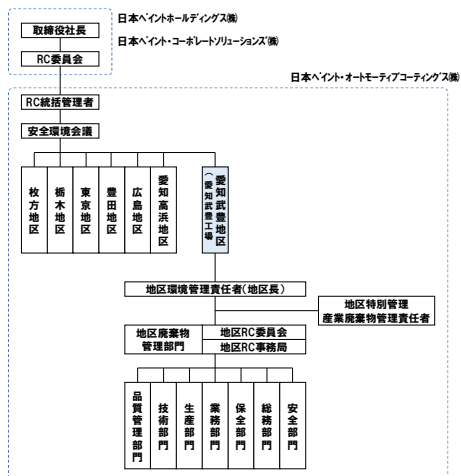 日本ペイントホールディングス㈱
取締役社長
日本ペイント・コーポレートソリューションズ㈱
RC委員会
日本ペイント・オートモーティブコーティングス㈱
RC統括管理者
安全環境会議
枚方地区
栃木地区
東京地区
豊田地区
広島地区
愛知高浜地区
愛知武豊地区
(愛知武豊工場
地区環境管理責任者(地区長)
地区特別管理
産業廃棄物管理責任者
地区廃棄物
管理部門
地区RC委員会
地区RC事務局
品質管理部門
技術部門
生産部門
業務部門
保全部門
総務部門
安全部門